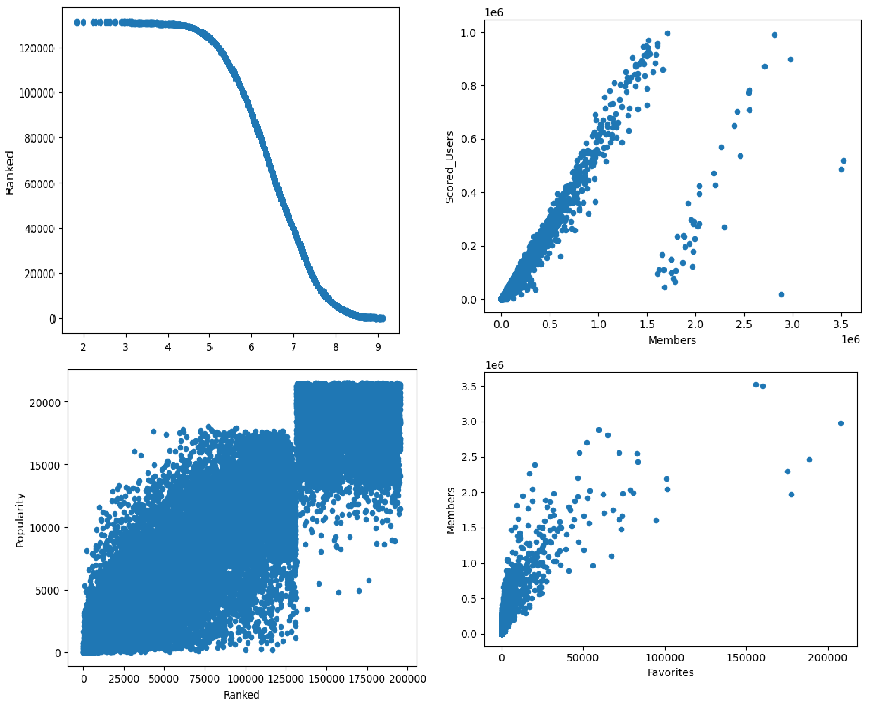 120000
100000
80000
60000
40000
20000
0
Ranked
2 3 4 5 6 7 8 9
1e6
1.0
0.8
0.6
0.4
0.2
0.0
Scored_Users
0.0 0.5 1.0 1.5 2.0 2.5 3.0 3.5
Members 1e6
20000
15000
10000
5000
0
Popularity
0 25000 50000 75000 100000 125000 150000 175000 200000
Ranked
1e6
3.5
3.0
2.5
2.0
1.5
1.0
0.5
0.0
Members
0 50000 100000 150000 200000
Favorites